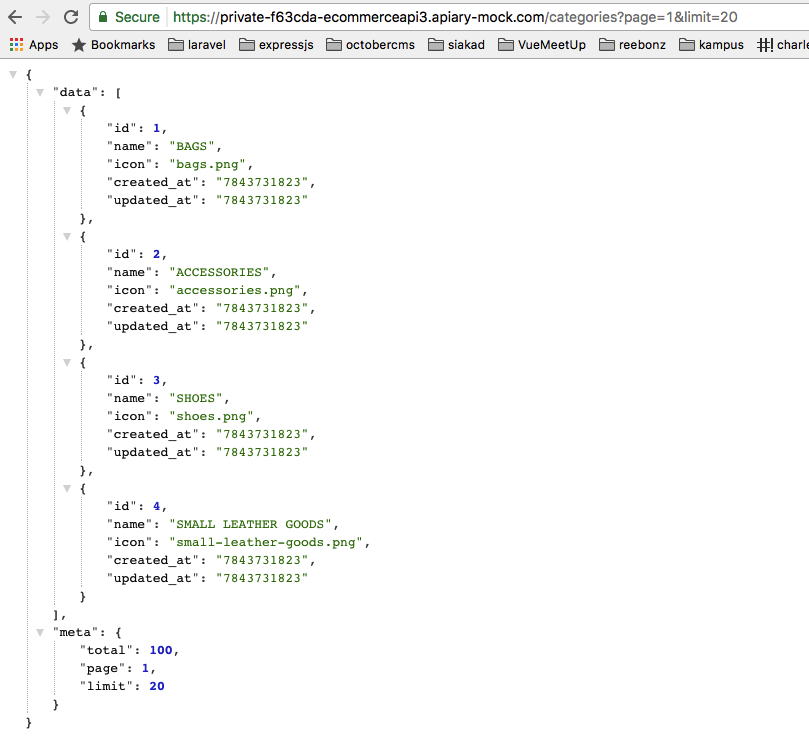 Secure https://private-f63cda-ecommerceapi3.apiary-mock.com/categories?page=1&limit=20
Apps Bookmarks laravel expressjs octobercms siakad VueMeetUp reebonz kampus charle
{
"data": [
{
"id": 1,
"name": "BAGS",
"icon": "bags.png",
"created_at": "7843731823",
"updated_at": "7843731823"
},
{
"id": 2,
"name": "ACCESSORIES",
"icon": "accessories.png",
"created_at": "7843731823",
"updated_at": "7843731823"
},
{
"id": 3,
"name": "SHOES",
"icon": "shoes.png",
"created_at": "7843731823",
"updated_at": "7843731823"
},
{
"id": 4,
"name": "SMALL LEATHER GOODS",
"icon": "small-leather-goods.png",
"created_at": "7843731823",
"updated_at": "7843731823"
}
],
"meta": {
"total": 100,
"page": 1,
"limit": 20
}
}